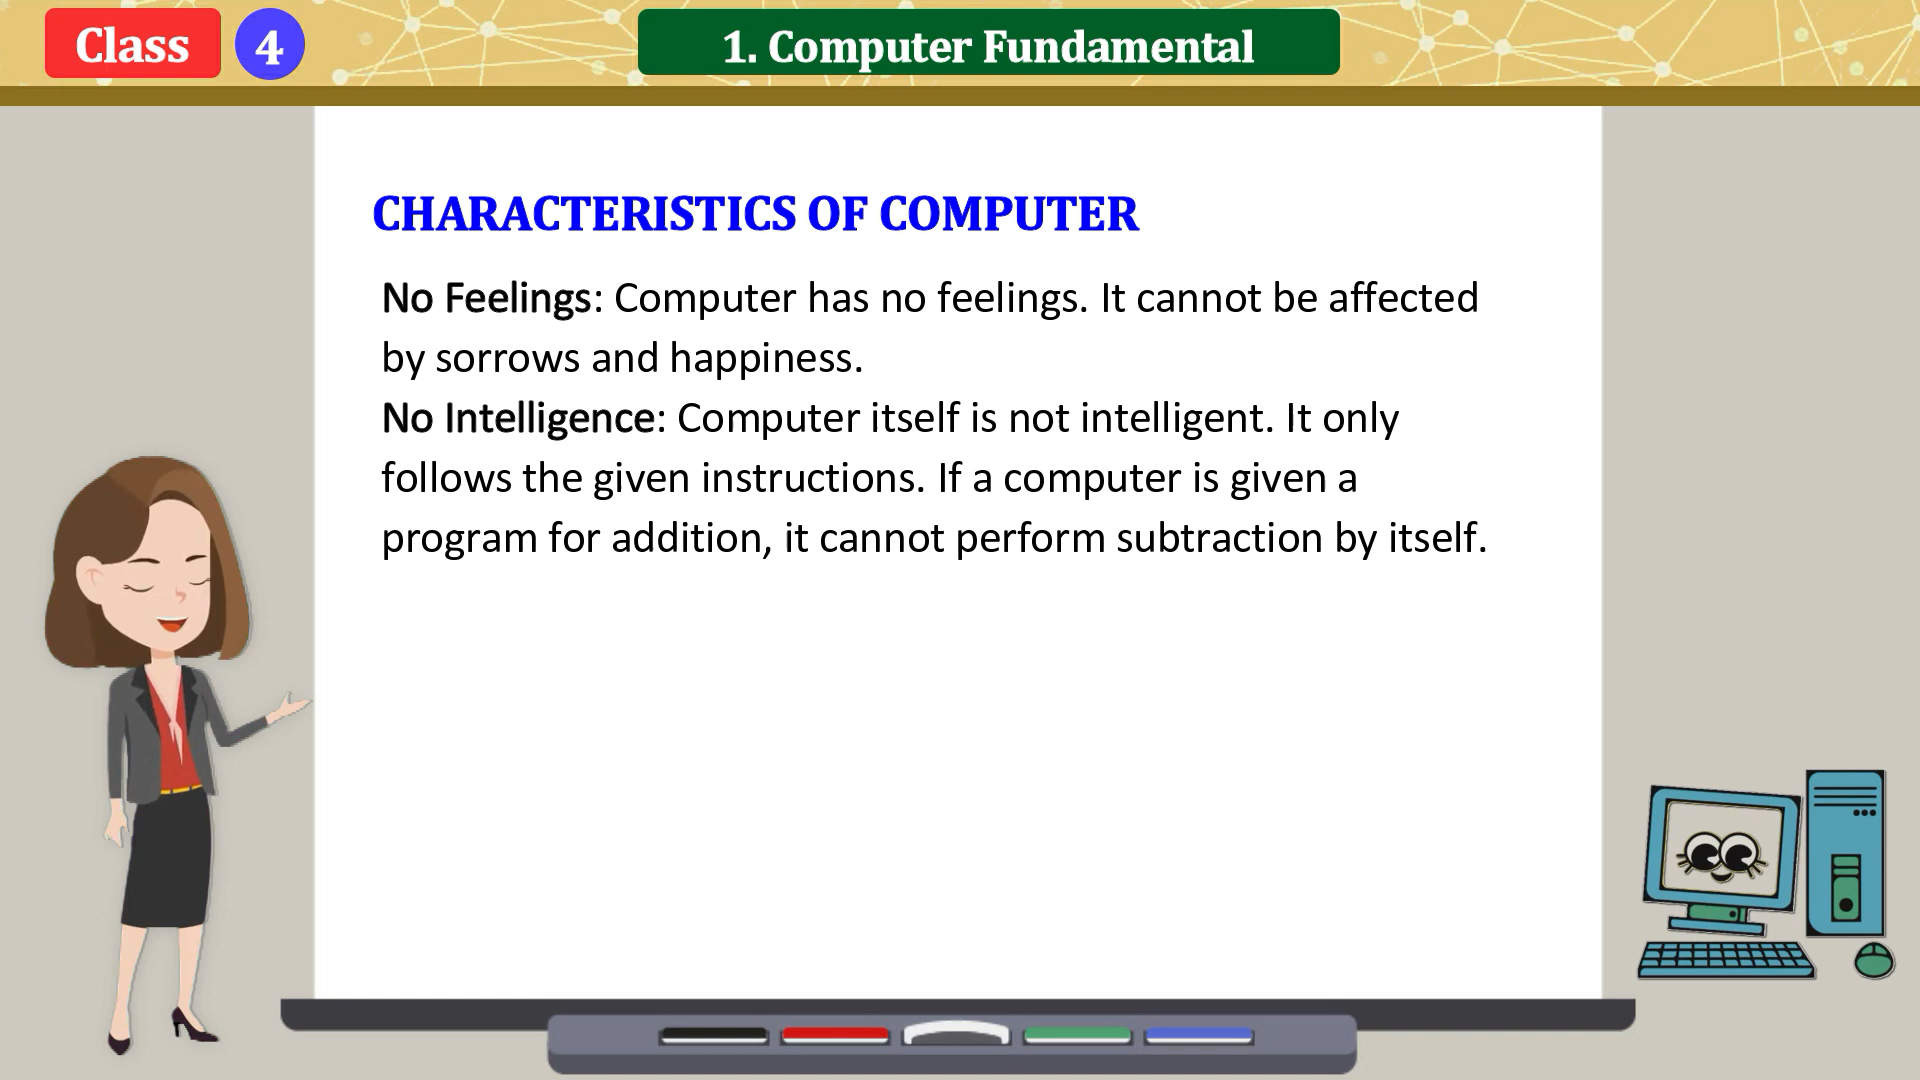 Class 4
1. Computer Fundamental
CHARACTERISTICS OF COMPUTER
No Feelings: Computer has no feelings. It cannot be affected
by sorrows and happiness.
No Intelligence: Computer itself is not intelligent. It only
follows the given instructions. If a computer is given a
program for addition, it cannot perform subtraction by itself.